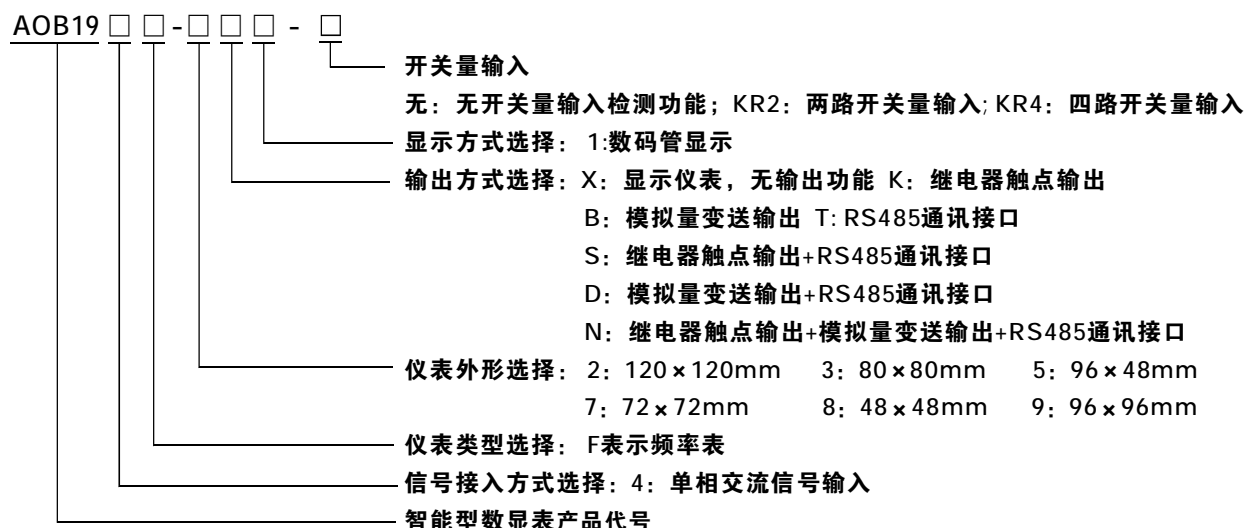 AOB19 □ □ - □ □ □ - □
开关量输入
无：无开关量输入检测功能；KR2：两路开关量输入; KR4：四路开关量输入
显示方式选择： 1:数码管显示
输出方式选择：X：显示仪表，无输出功能 K：继电器触点输出
B：模拟量变送输出 T: RS485通讯接口
S：继电器触点输出+RS485通讯接口
D：模拟量变送输出+RS485通讯接口
N：继电器触点输出+模拟量变送输出+RS485通讯接口
仪表外形选择：2：120×120mm 3：80×80mm 5：96×48mm
7：72×72mm 8：48×48mm 9：96×96mm
仪表类型选择： F表示频率表
信号接入方式选择：4：单相交流信号输入
智能型数显表产品代号